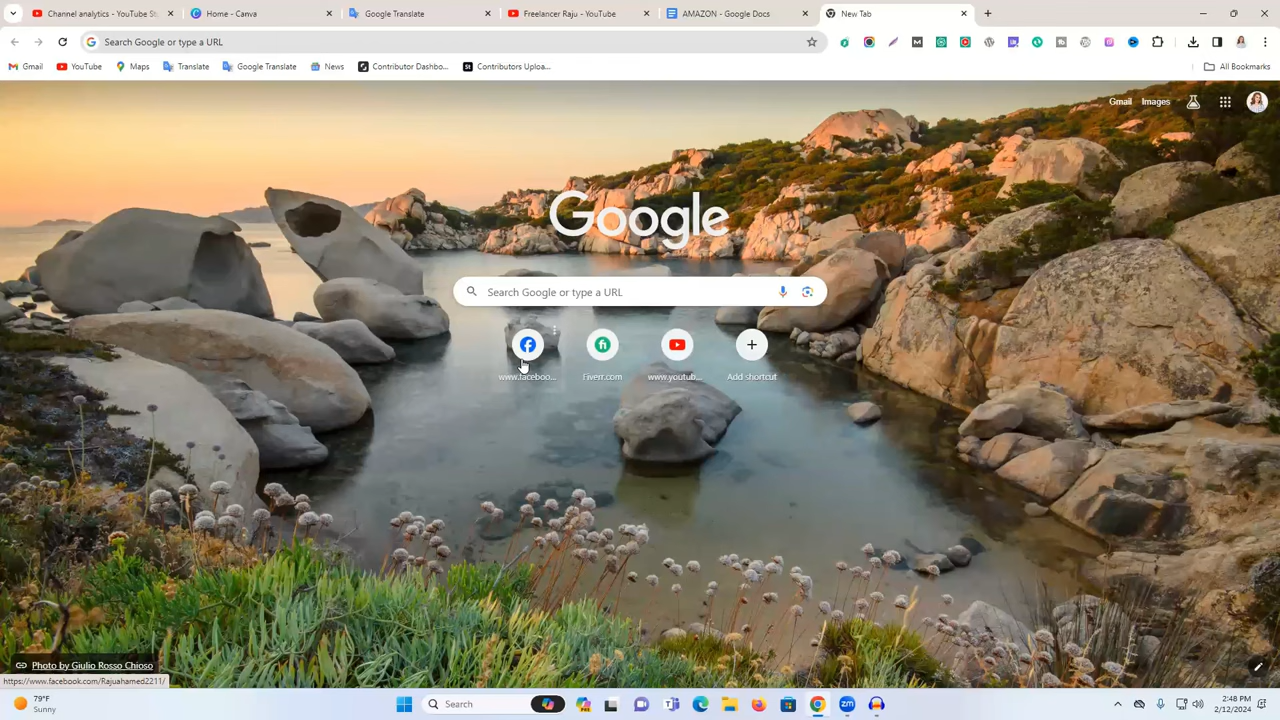 Channel analytics - YouTube St
Home - Canva
Google Translate
Freelancer Raju - YouTube
AMAZON - Google Docs
New Tab
Search Google or type a URL
Gmail
YouTube
Maps
Translate
Google Translate
News
Contributor Dashbo...
Contributors Uploa...
All Bookmarks
Gmail
Images
Google
Search Google or type a URL
www.faceboo...
Fiverr.com
www.youtub...
Add shortcut
Photo by Giulio Rosso Chioso
https://www.facebook.com/Rajuahamed2211/
79°F
Sunny
Search
2:48 PM
2/12/2024